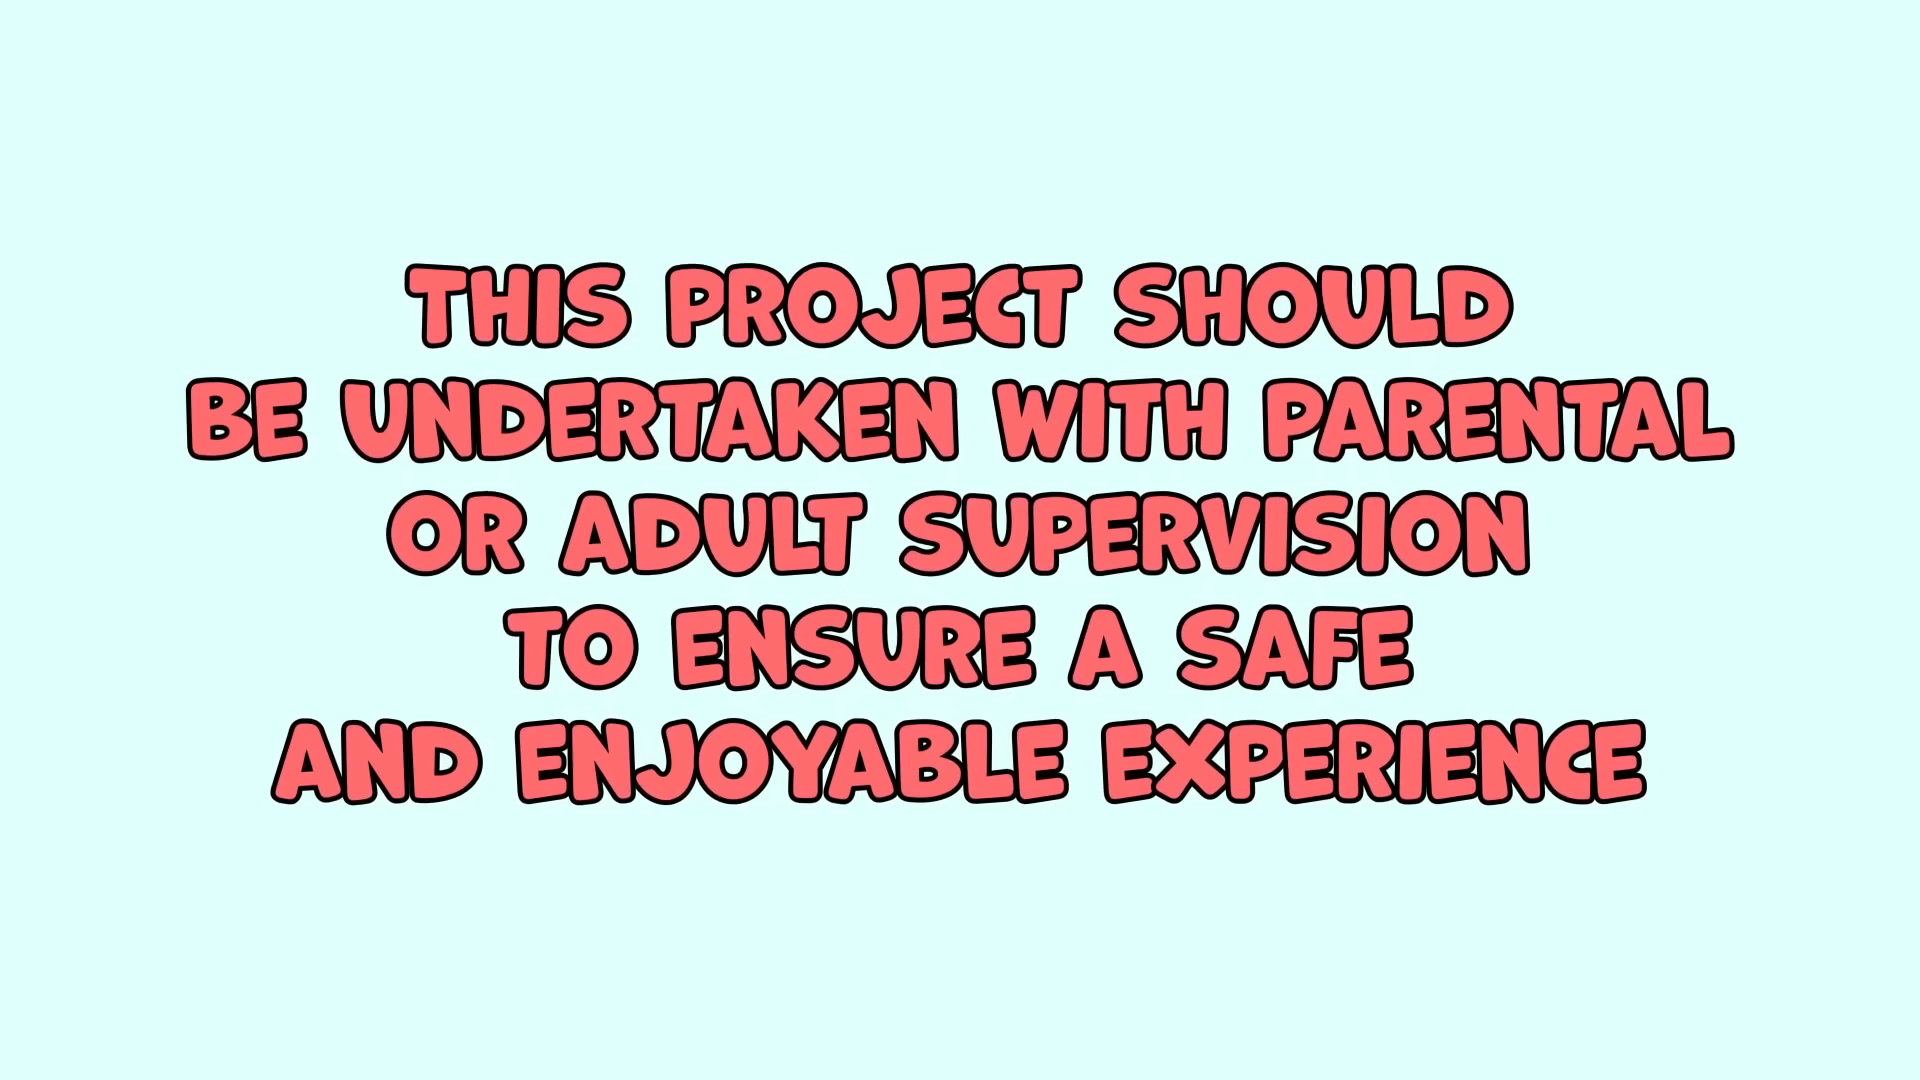 THIS PROJECT SHOULD
BE UNDERTAKEN WITH PARENTAL
OR ADULT SUPERVISION
TO ENSURE A SAFE
AND ENJOYABLE EXPERIENCE